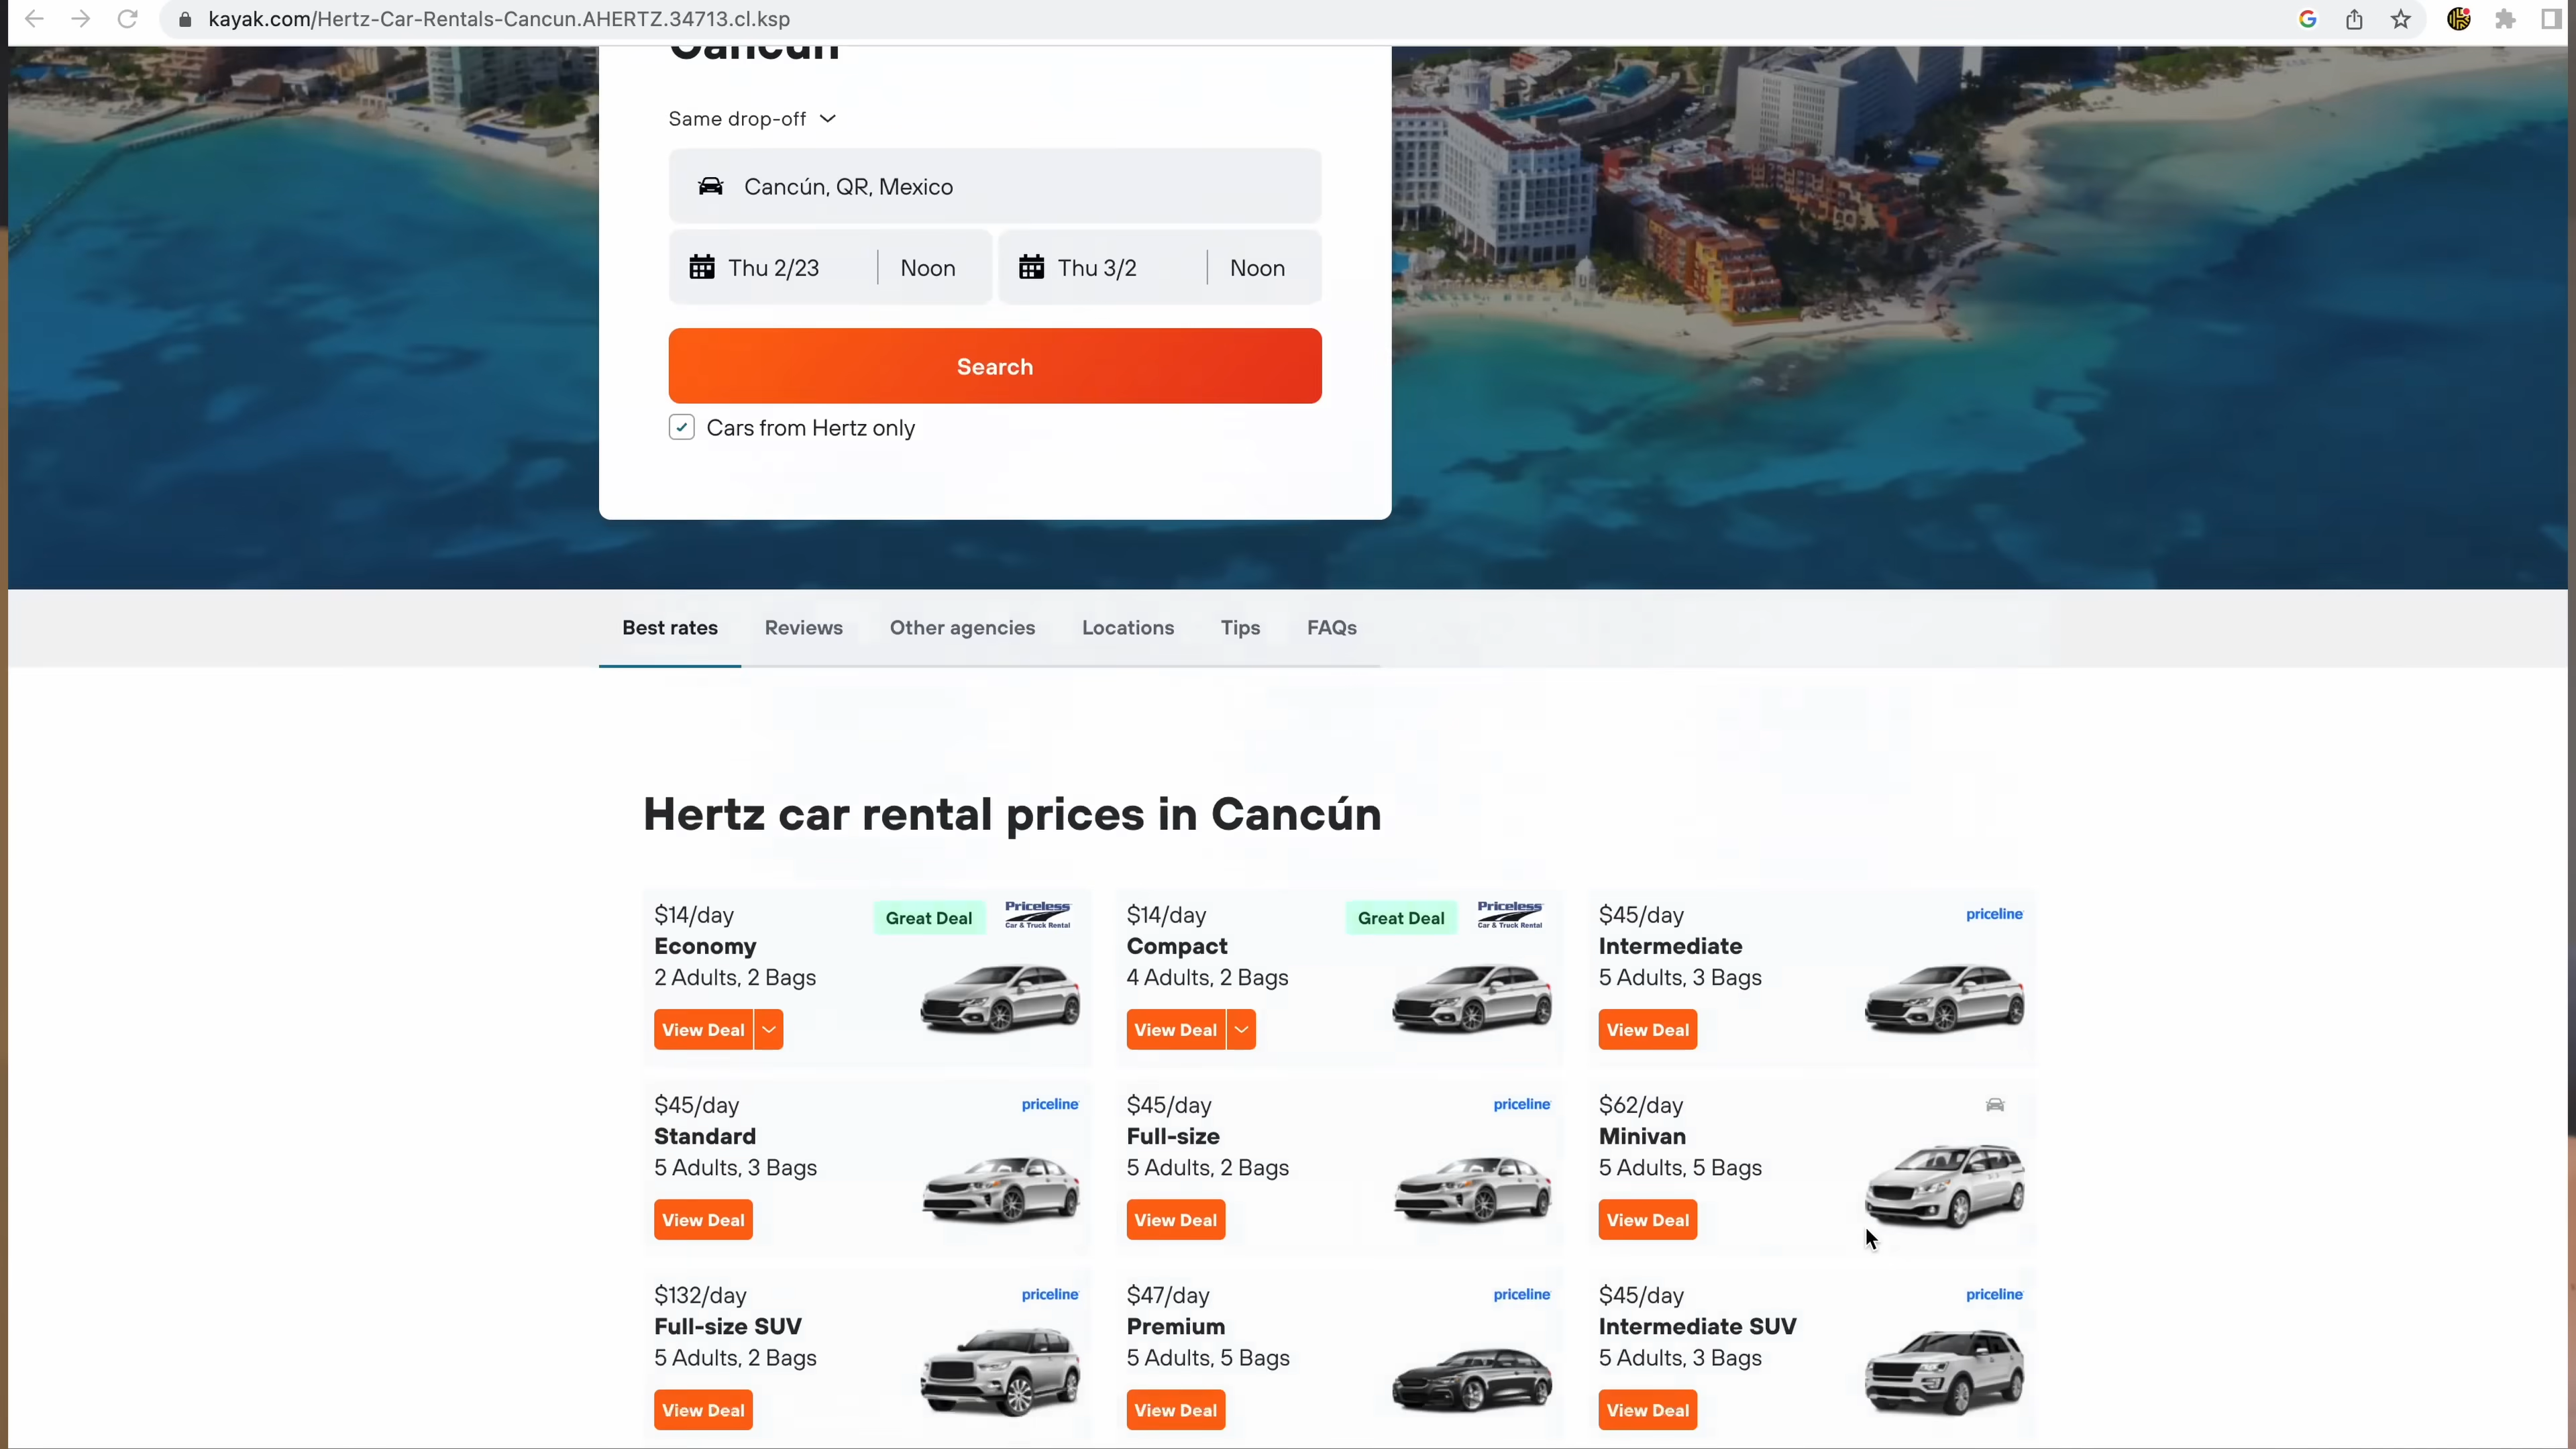 kayak.com/Hertz-Car-Rentals-Cancun.AHERTZ.34713.cl.ksp
Cancún
Same drop-off
Cancún, QR, Mexico
Thu 2/23 Noon Thu 3/2 Noon
Search
Cars from Hertz only
Best rates Reviews Other agencies Locations Tips FAQs
Hertz car rental prices in Cancún
$14/day
Great Deal
Priceless
Car & Truck Rental
Economy
2 Adults, 2 Bags
View Deal
$14/day
Great Deal
Priceless
Car & Truck Rental
Compact
4 Adults, 2 Bags
View Deal
$45/day
priceline
Intermediate
5 Adults, 3 Bags
View Deal
$45/day
priceline
Standard
5 Adults, 3 Bags
View Deal
$45/day
priceline
Full-size
5 Adults, 2 Bags
View Deal
$62/day
Minivan
5 Adults, 5 Bags
View Deal
$132/day
priceline
Full-size SUV
5 Adults, 2 Bags
View Deal
$47/day
priceline
Premium
5 Adults, 5 Bags
View Deal
$45/day
priceline
Intermediate SUV
5 Adults, 3 Bags
View Deal